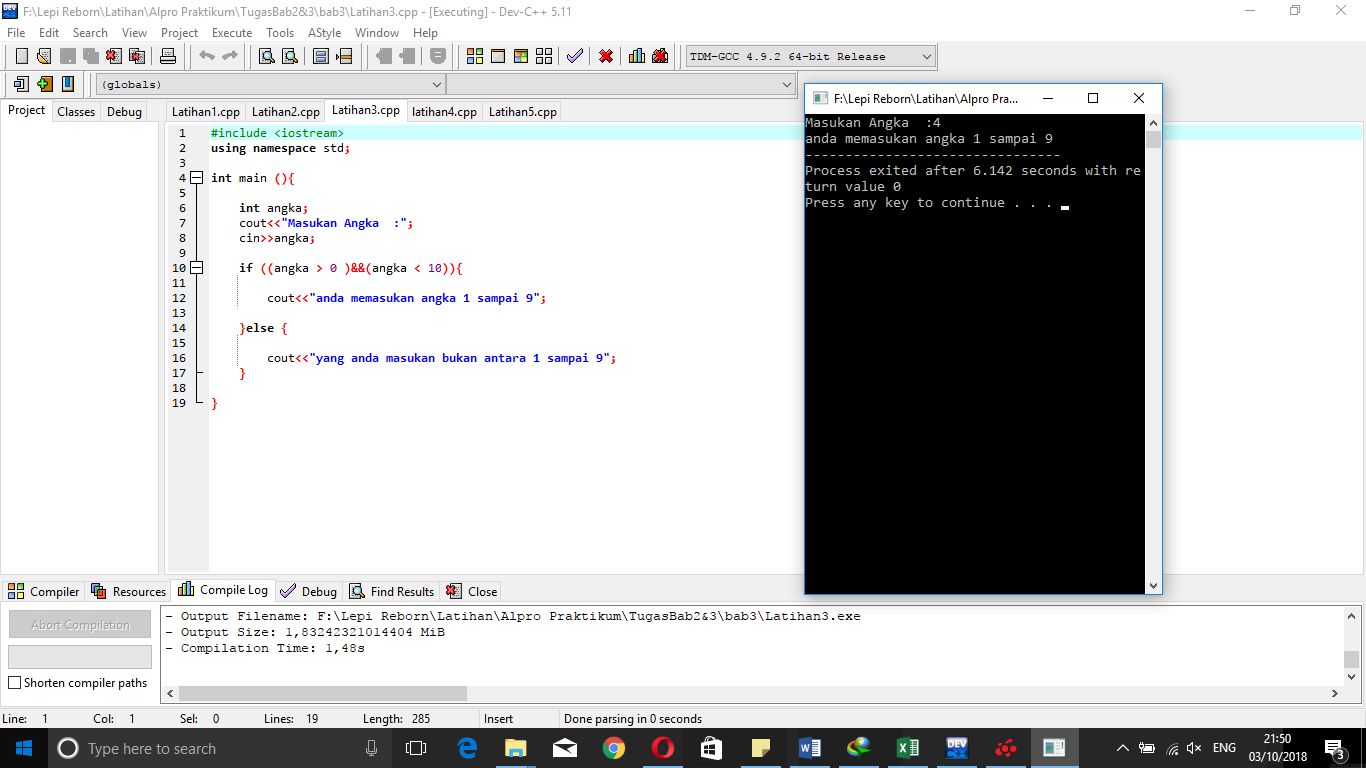 F:\Lepi Reborn\Latihan\Alpro Praktikum\TugasBab2&3\bab3\Latihan3.cpp - [Executing] - Dev-C++ 5.11
File Edit Search View Project Execute Tools AStyle Window Help
TDM-GCC 4.9.2 64-bit Release
(globals)
Project Classes Debug
Latihan1.cpp Latihan2.cpp Latihan3.cpp latihan4.cpp Latihan5.cpp
1 #include <iostream>
2 using namespace std;
3
4 int main (){
5
6 int angka;
7 cout<<"Masukan Angka  :";
8 cin>>angka;
9
10 if ((angka > 0 )&&(angka < 10)){
11
12 cout<<"anda memasukan angka 1 sampai 9";
13
14 }else {
15
16 cout<<"yang anda masukan bukan antara 1 sampai 9";
17 }
18
19 }
F:\Lepi Reborn\Latihan\Alpro Pra...
Masukan Angka  :4
anda memasukan angka 1 sampai 9
--------------------------------
Process exited after 6.142 seconds with re
turn value 0
Press any key to continue . . .
Compiler Resources Compile Log Debug Find Results Close
Abort Compilation
Shorten compiler paths
- Output Filename: F:\Lepi Reborn\Latihan\Alpro Praktikum\TugasBab2&3\bab3\Latihan3.exe
- Output Size: 1,83242321014404 MiB
- Compilation Time: 1,48s
Line: 1 Col: 1 Sel: 0 Lines: 19 Length: 285 Insert Done parsing in 0 seconds
Type here to search
DEV
ENG
21:50
03/10/2018
3